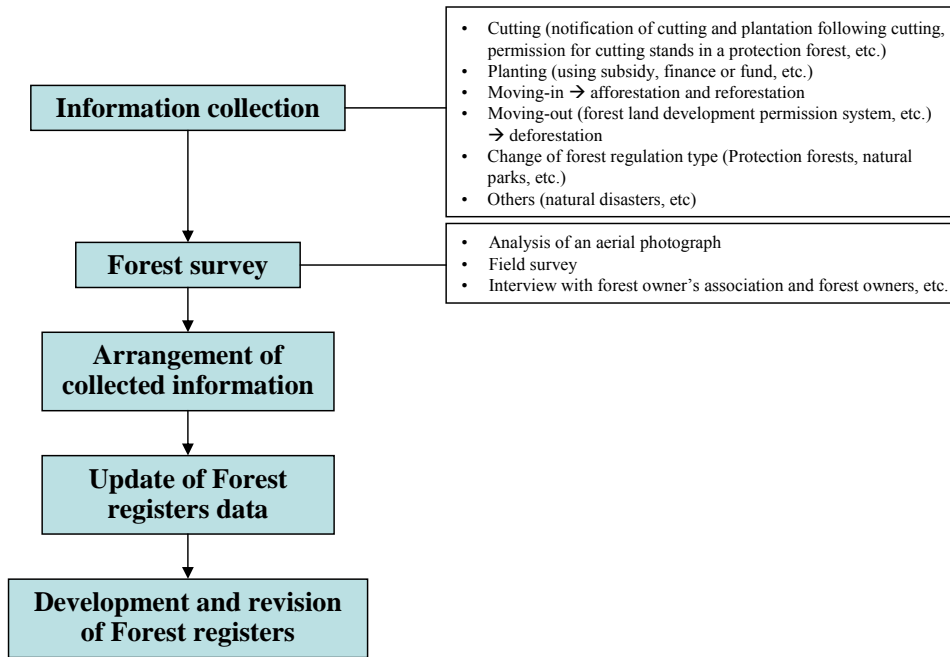 Information collection
• Cutting (notification of cutting and plantation following cutting,
permission for cutting stands in a protection forest, etc.)
• Planting (using subsidy, finance or fund, etc.)
• Moving-in → afforestation and reforestation
• Moving-out (forest land development permission system, etc.)
→ deforestation
• Change of forest regulation type (Protection forests, natural
parks, etc.)
• Others (natural disasters, etc)
Forest survey
• Analysis of an aerial photograph
• Field survey
• Interview with forest owner’s association and forest owners, etc.
Arrangement of
collected information
Update of Forest
registers data
Development and revision
of Forest registers